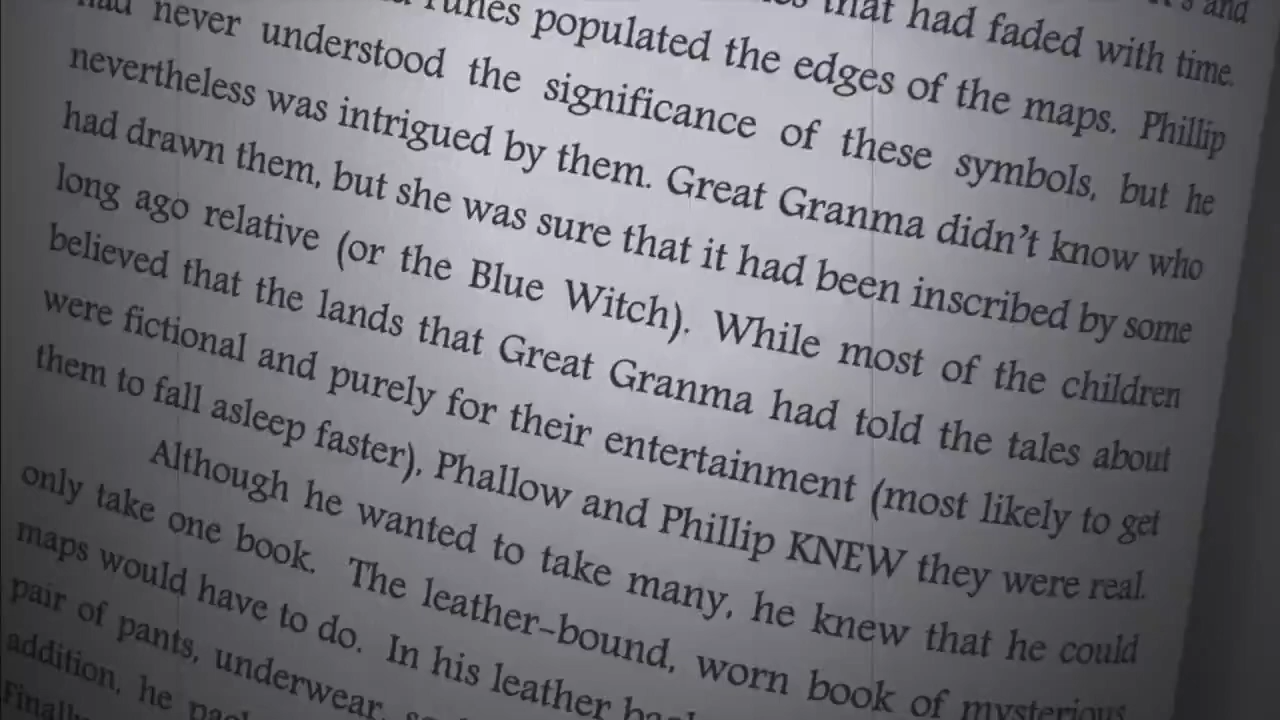 and
that had faded with time.
runes populated the edges of the maps. Phillip
had never understood the significance of these symbols, but he
nevertheless was intrigued by them. Great Granma didn't know who
had drawn them, but she was sure that it had been inscribed by some
long ago relative (or the Blue Witch). While most of the children
believed that the lands that Great Granma had told the tales about
were fictional and purely for their entertainment (most likely to get
them to fall asleep faster), Phallow and Phillip KNEW they were real.
Although he wanted to take many, he knew that he could
only take one book. The leather-bound, worn book of mysterious
maps would have to do. In his leather
pair of pants, underwear,
addition, he